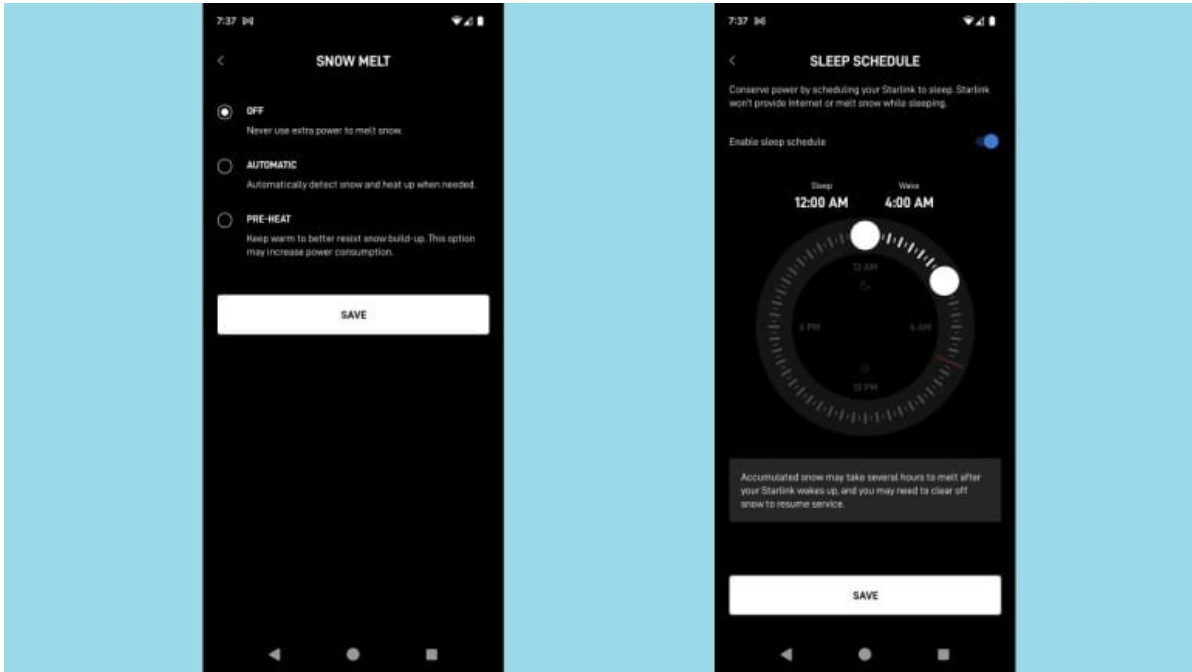 7:37
SNOW MELT
OFF
Never use extra power to melt snow.
AUTOMATIC
Automatically detect snow and heat up when needed.
PRE-HEAT
Keep warm to better resist snow build-up. This option
may increase power consumption.
SAVE
7:37
SLEEP SCHEDULE
Conserve power by scheduling your Starlink to sleep. Starlink
won't provide internet or melt snow while sleeping.
Enable sleep schedule
Sleep Wake
12:00 AM 4:00 AM
12 AM
6 PM 6 AM
12 PM
Accumulated snow may take several hours to melt after
your Starlink wakes up, and you may need to clear off
snow to resume service.
SAVE